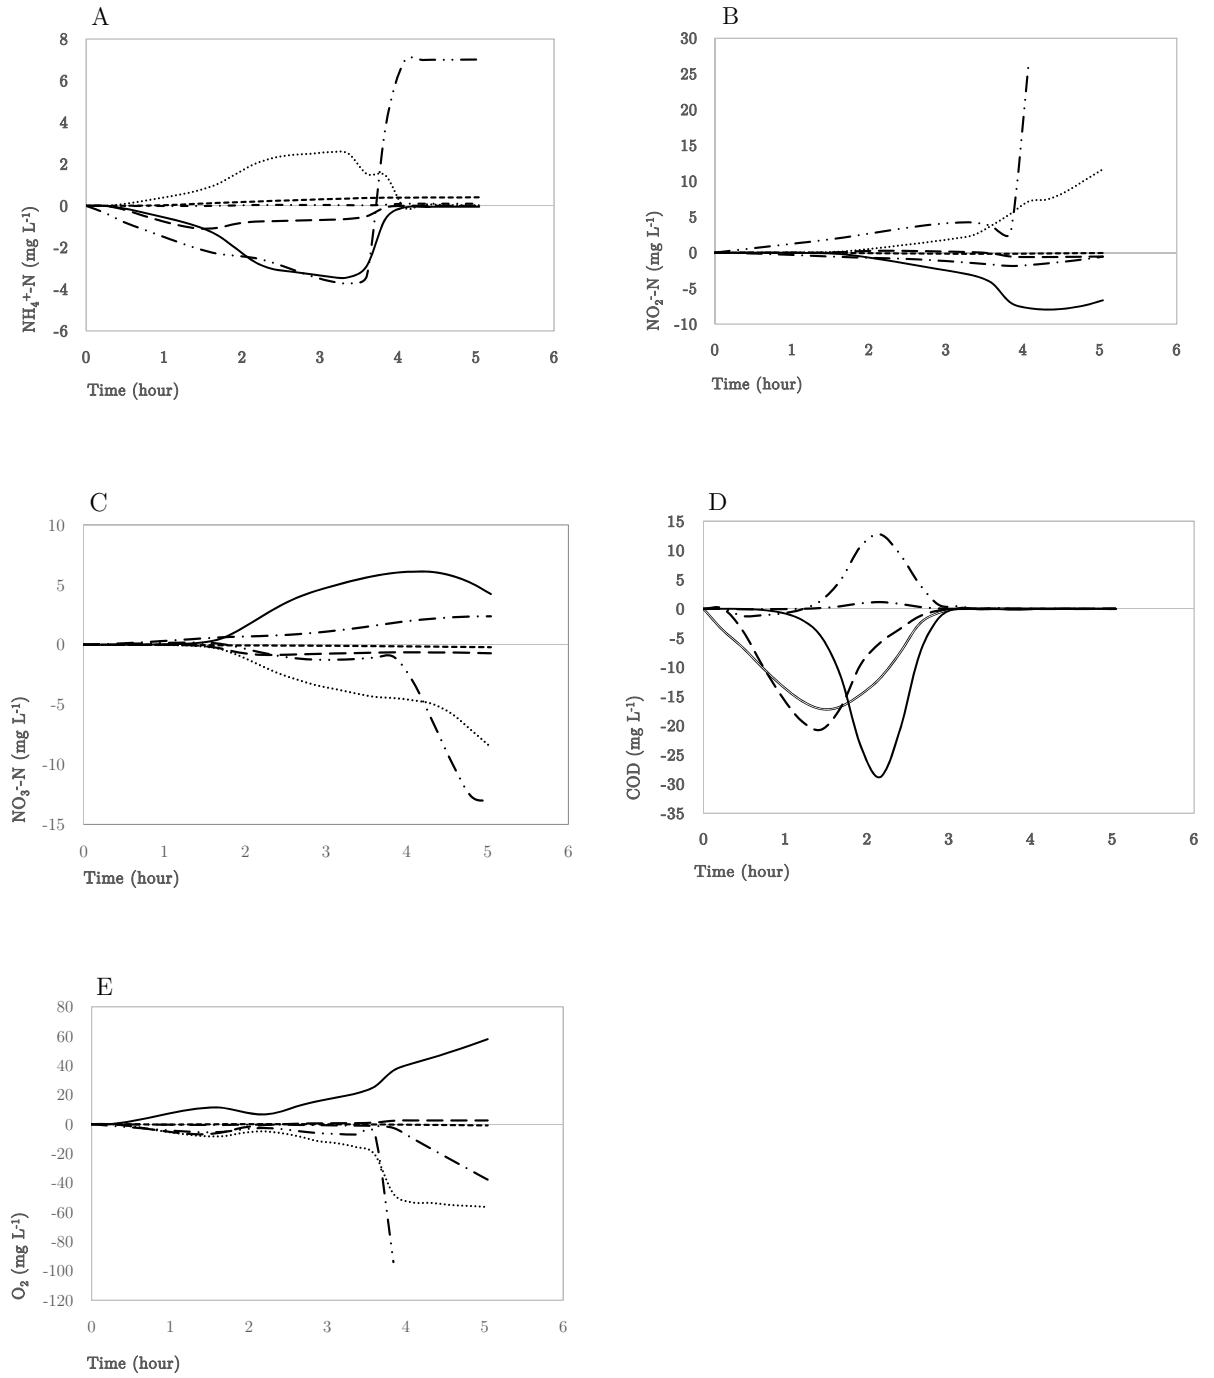 A
8
6
4
2
0
-2
-4
-6
NH₄⁺-N (mg L⁻¹)
0 1 2 3 4 5 6
Time (hour)
B
30
25
20
15
10
5
0
-5
-10
NO₂⁻-N (mg L⁻¹)
0 1 2 3 4 5 6
Time (hour)
C
10
5
0
-5
-10
-15
NO₃-N (mg L⁻¹)
0 1 2 3 4 5 6
Time (hour)
D
15
10
5
0
-5
-10
-15
-20
-25
-30
-35
COD (mg L⁻¹)
0 1 2 3 4 5 6
Time (hour)
E
80
60
40
20
0
-20
-40
-60
-80
-100
-120
O₂ (mg L⁻¹)
0 1 2 3 4 5 6
Time (hour)